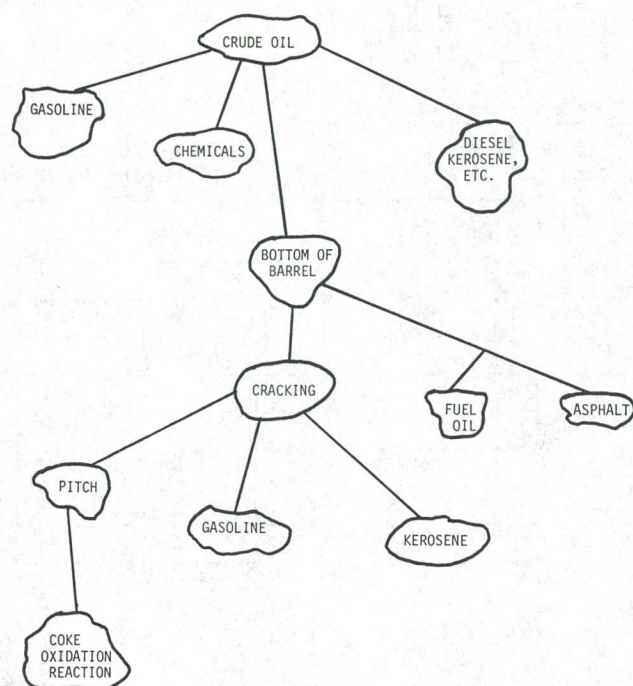 CRUDE OIL
GASOLINE
CHEMICALS
DIESEL
KEROSENE,
ETC.
BOTTOM OF
BARREL
CRACKING
FUEL
OIL
ASPHALT
PITCH
GASOLINE
KEROSENE
COKE
OXIDATION
REACTION